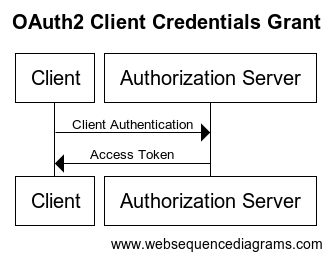 OAuth2 Client Credentials Grant
Client
Authorization Server
Client Authentication
Access Token
Client
Authorization Server
www.websequencediagrams.com